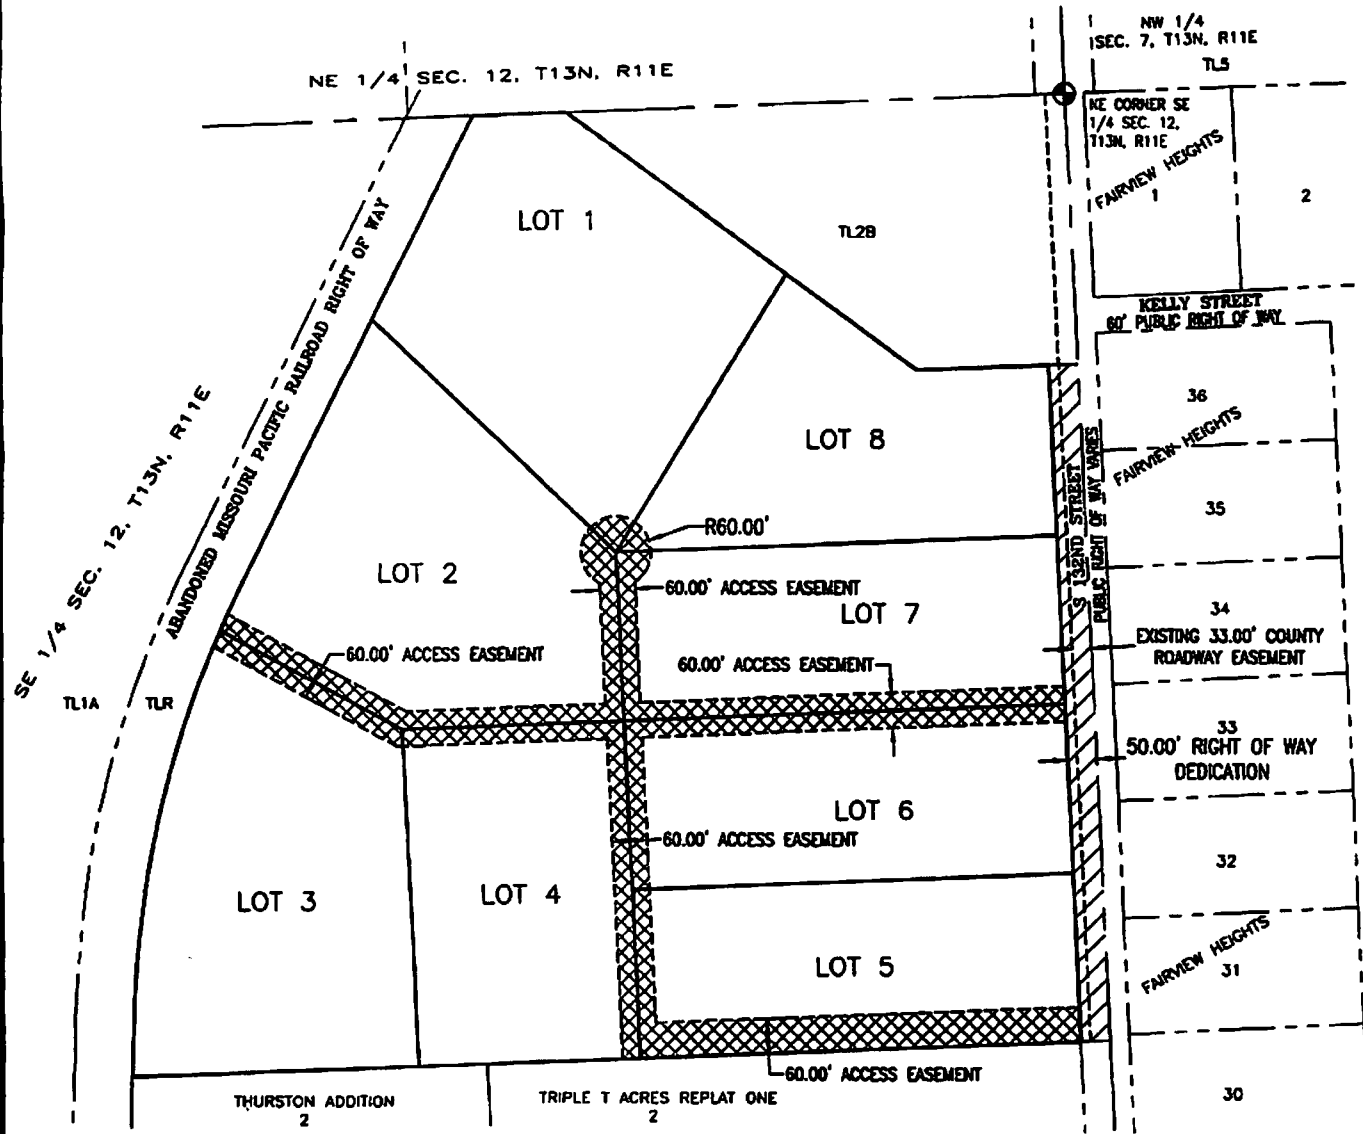 NW 1/4
SEC. 7, T13N, R11E
TL5
NE 1/4 SEC. 12, T13N, R11E
NE CORNER SE
1/4 SEC. 12,
T13N, R11E
FAIRVIEW HEIGHTS
1
2
LOT 1
TL2B
KELLY STREET
60' PUBLIC RIGHT OF WAY
ABANDONED MISSOURI PACIFIC RAILROAD RIGHT OF WAY
SE 1/4 SEC. 12, T13N, R11E
36
FAIRVIEW HEIGHTS
LOT 8
S 132ND STREET
PUBLIC RIGHT OF WAY VARIES
35
R60.00'
LOT 2
60.00' ACCESS EASEMENT
LOT 7
34
EXISTING 33.00' COUNTY
ROADWAY EASEMENT
60.00' ACCESS EASEMENT
60.00' ACCESS EASEMENT
TL1A
TLR
33
50.00' RIGHT OF WAY
DEDICATION
LOT 6
60.00' ACCESS EASEMENT
32
LOT 3
LOT 4
LOT 5
FAIRVIEW HEIGHTS
31
60.00' ACCESS EASEMENT
THURSTON ADDITION
2
TRIPLE T ACRES REPLAT ONE
2
30